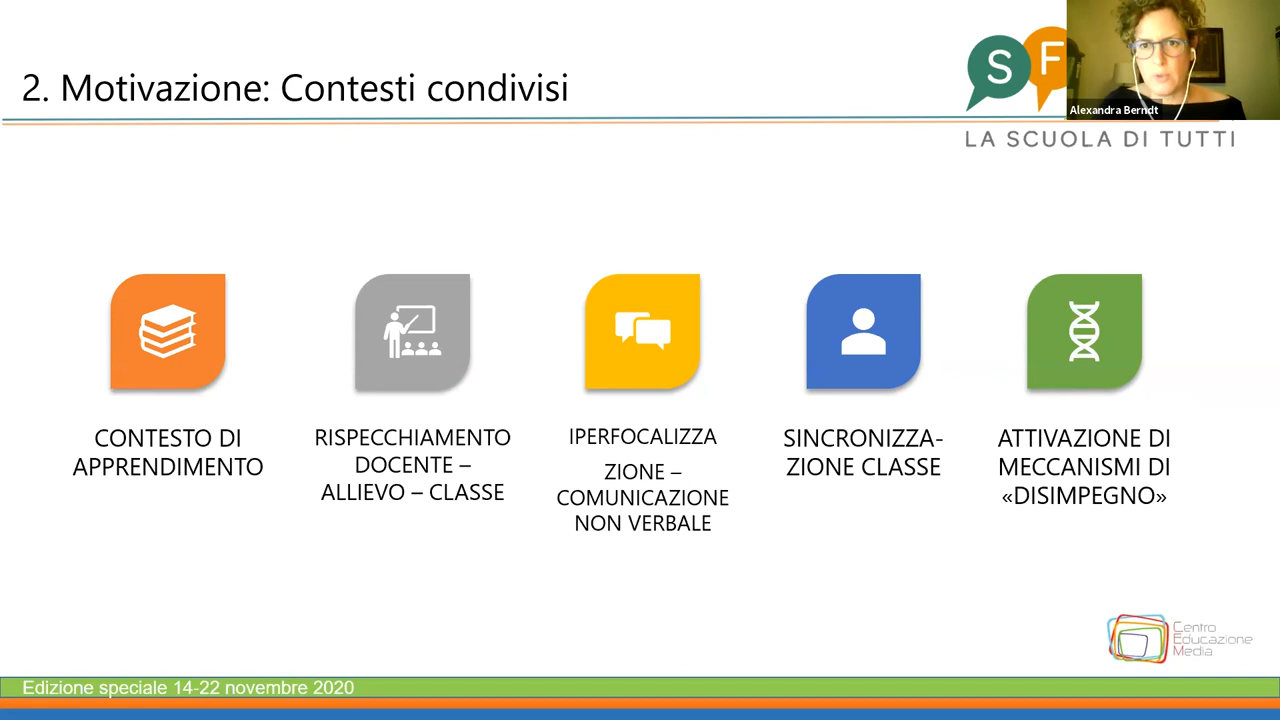 2. Motivazione: Contesti condivisi
S F
Alexandra Berndt
LA SCUOLA DI TUTTI
CONTESTO DI
APPRENDIMENTO
RISPECCHIAMENTO
DOCENTE –
ALLIEVO – CLASSE
IPERFOCALIZZA
ZIONE –
COMUNICAZIONE
NON VERBALE
SINCRONIZZA-
ZIONE CLASSE
ATTIVAZIONE DI
MECCANISMI DI
«DISIMPEGNO»
Centro
Educazione
Media
Edizione speciale 14-22 novembre 2020